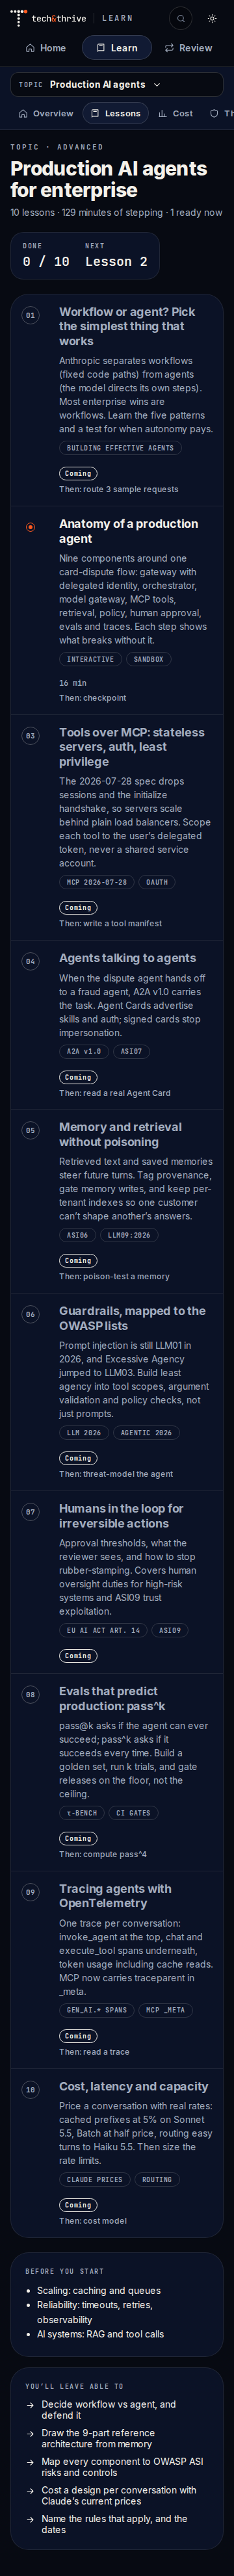 tech&thrive LEARN
Home Learn Review
TOPIC Production AI agents
Overview Lessons Cost Th
TOPIC · ADVANCED
Production AI agents
for enterprise
10 lessons · 129 minutes of stepping · 1 ready now
DONE NEXT
0 / 10 Lesson 2
01 Workflow or agent? Pick
the simplest thing that
works
Anthropic separates workflows
(fixed code paths) from agents
(the model directs its own steps).
Most enterprise wins are
workflows. Learn the five patterns
and a test for when autonomy pays.
BUILDING EFFECTIVE AGENTS
Coming
Then: route 3 sample requests
Anatomy of a production
agent
Nine components around one
card-dispute flow: gateway with
delegated identity, orchestrator,
model gateway, MCP tools,
retrieval, policy, human approval,
evals and traces. Each step shows
what breaks without it.
INTERACTIVE SANDBOX
16 min
Then: checkpoint
03 Tools over MCP: stateless
servers, auth, least
privilege
The 2026-07-28 spec drops
sessions and the initialize
handshake, so servers scale
behind plain load balancers. Scope
each tool to the user's delegated
token, never a shared service
account.
MCP 2026-07-28 OAUTH
Coming
Then: write a tool manifest
04 Agents talking to agents
When the dispute agent hands off
to a fraud agent, A2A v1.0 carries
the task. Agent Cards advertise
skills and auth; signed cards stop
impersonation.
A2A v1.0 ASI07
Coming
Then: read a real Agent Card
05 Memory and retrieval
without poisoning
Retrieved text and saved memories
steer future turns. Tag provenance,
gate memory writes, and keep per-
tenant indexes so one customer
can't shape another's answers.
ASI06 LLM09:2026
Coming
Then: poison-test a memory
06 Guardrails, mapped to the
OWASP lists
Prompt injection is still LLM01 in
2026, and Excessive Agency
jumped to LLM03. Build least
agency into tool scopes, argument
validation and policy checks, not
just prompts.
LLM 2026 AGENTIC 2026
Coming
Then: threat-model the agent
07 Humans in the loop for
irreversible actions
Approval thresholds, what the
reviewer sees, and how to stop
rubber-stamping. Covers human
oversight duties for high-risk
systems and ASI09 trust
exploitation.
EU AI ACT ART. 14 ASI09
Coming
08 Evals that predict
production: pass^k
pass@k asks if the agent can ever
succeed; pass^k asks if it
succeeds every time. Build a
golden set, run k trials, and gate
releases on the floor, not the
ceiling.
τ-BENCH CI GATES
Coming
Then: compute pass^4
09 Tracing agents with
OpenTelemetry
One trace per conversation:
invoke_agent at the top, chat and
execute_tool spans underneath,
token usage including cache reads.
MCP now carries traceparent in
_meta.
GEN_AI.* SPANS MCP _META
Coming
Then: read a trace
10 Cost, latency and capacity
Price a conversation with real rates:
cached prefixes at 5% on Sonnet
5.5, Batch at half price, routing easy
turns to Haiku 5.5. Then size the
rate limits.
CLAUDE PRICES ROUTING
Coming
Then: cost model
BEFORE YOU START
• Scaling: caching and queues
• Reliability: timeouts, retries,
observability
• AI systems: RAG and tool calls
YOU'LL LEAVE ABLE TO
→ Decide workflow vs agent, and
defend it
→ Draw the 9-part reference
architecture from memory
→ Map every component to OWASP ASI
risks and controls
→ Cost a design per conversation with
Claude's current prices
→ Name the rules that apply, and the
dates